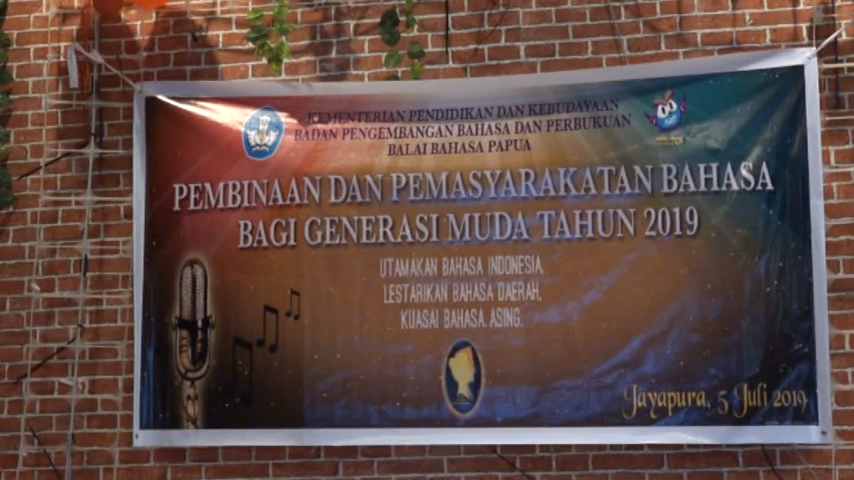 KEMENTERIAN PENDIDIKAN DAN KEBUDAYAAN
BADAN PENGEMBANGAN BAHASA DAN PERBUKUAN
BALAI BAHASA PAPUA
PEMBINAAN DAN PEMASYARAKATAN BAHASA
BAGI GENERASI MUDA TAHUN 2019
UTAMAKAN BAHASA INDONESIA,
LESTARIKAN BAHASA DAERAH,
KUASAI BAHASA ASING.
Jayapura, 5 Juli 2019